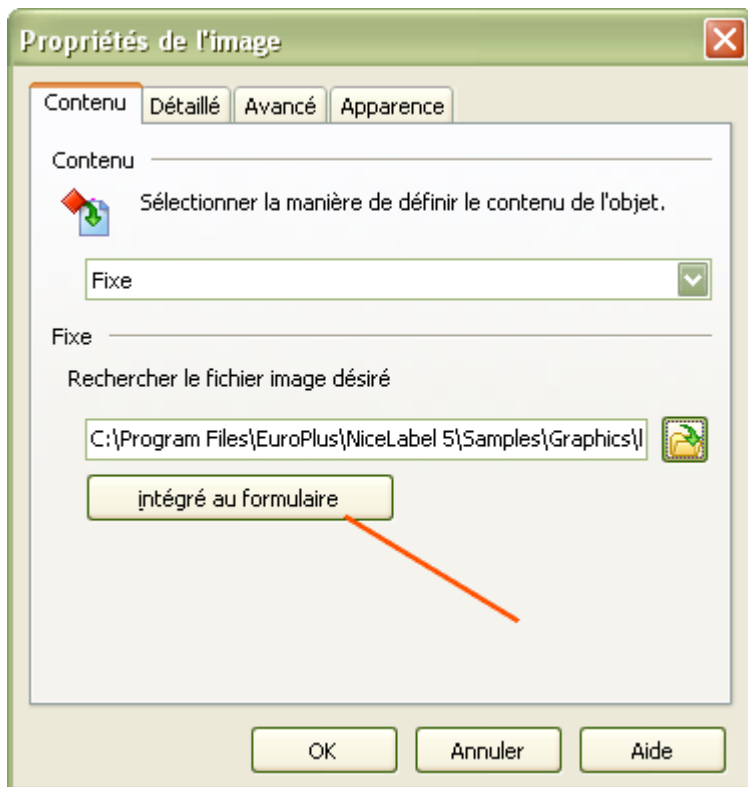 Propriétés de l'image
Contenu Détaillé Avancé Apparence
Contenu
Sélectionner la manière de définir le contenu de l'objet.
Fixe
Fixe
Rechercher le fichier image désiré
C:\Program Files\EuroPlus\NiceLabel 5\Samples\Graphics\
intégré au formulaire
OK Annuler Aide